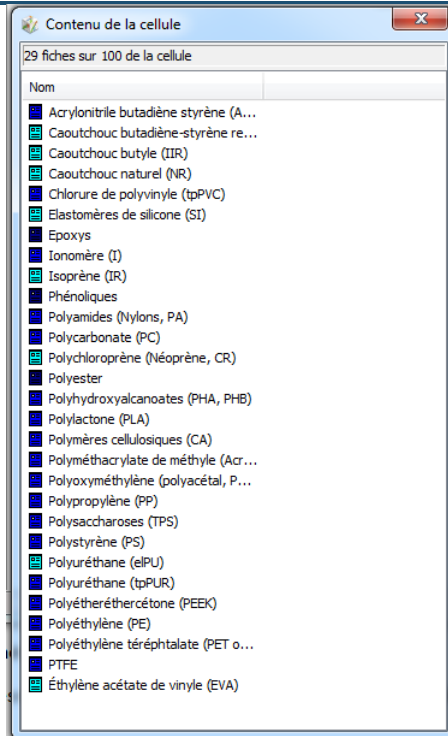 Contenu de la cellule
29 fiches sur 100 de la cellule
Nom
Acrylonitrile butadiène styrène (A...
Caoutchouc butadiène-styrène re...
Caoutchouc butyle (IIR)
Caoutchouc naturel (NR)
Chlorure de polyvinyle (tpPVC)
Elastomères de silicone (SI)
Epoxys
Ionomère (I)
Isoprène (IR)
Phénoliques
Polyamides (Nylons, PA)
Polycarbonate (PC)
Polychloroprène (Néoprène, CR)
Polyester
Polyhydroxyalcanoates (PHA, PHB)
Polylactone (PLA)
Polymères cellulosiques (CA)
Polyméthacrylate de méthyle (Acr...
Polyoxyméthylène (polyacétal, P...
Polypropylène (PP)
Polysaccharoses (TPS)
Polystyrène (PS)
Polyuréthane (elPU)
Polyuréthane (tpPUR)
Polyétheréthercétone (PEEK)
Polyéthylène (PE)
Polyéthylène téréphtalate (PET o...
PTFE
Éthylène acétate de vinyle (EVA)